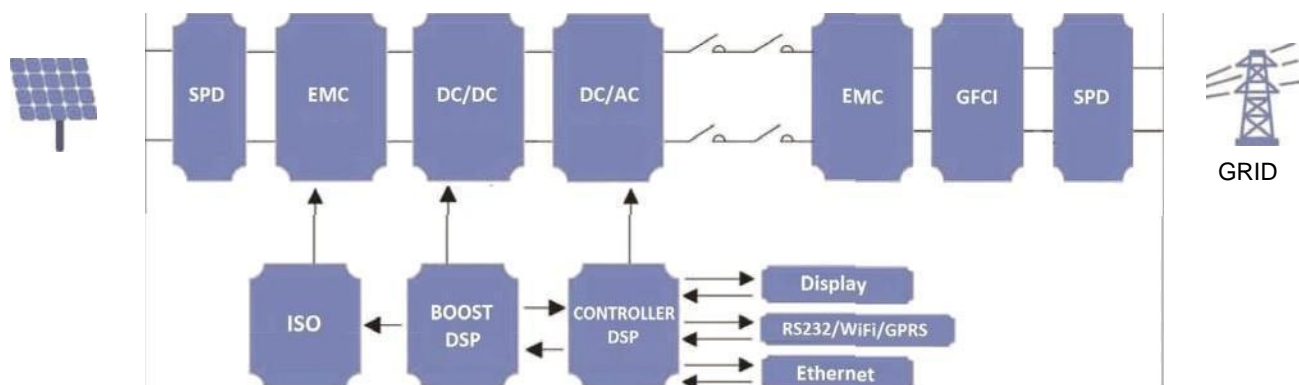 SPD
EMC
DC/DC
DC/AC
EMC
GFCI
SPD
GRID
ISO
BOOST
DSP
CONTROLLER
DSP
Display
RS232/WiFi/GPRS
Ethernet